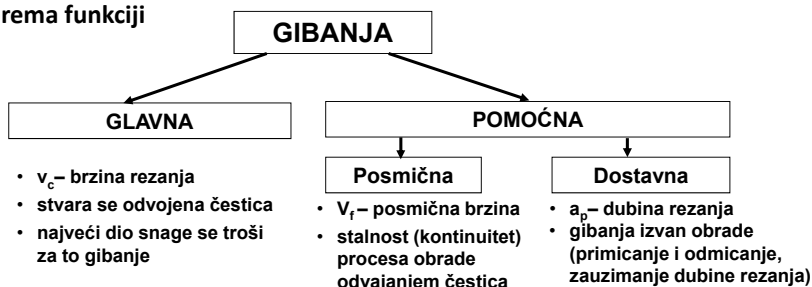 rema funkciji
GIBANJA
GLAVNA
• vc– brzina rezanja
• stvara se odvojena čestica
• najveći dio snage se troši
za to gibanje
POMOĆNA
Posmična
• Vf – posmična brzina
• stalnost (kontinuitet)
procesa obrade
odvajanjem čestica
Dostavna
• ap– dubina rezanja
• gibanja izvan obrade
(primicanje i odmicanje,
zauzimanje dubine rezanja)